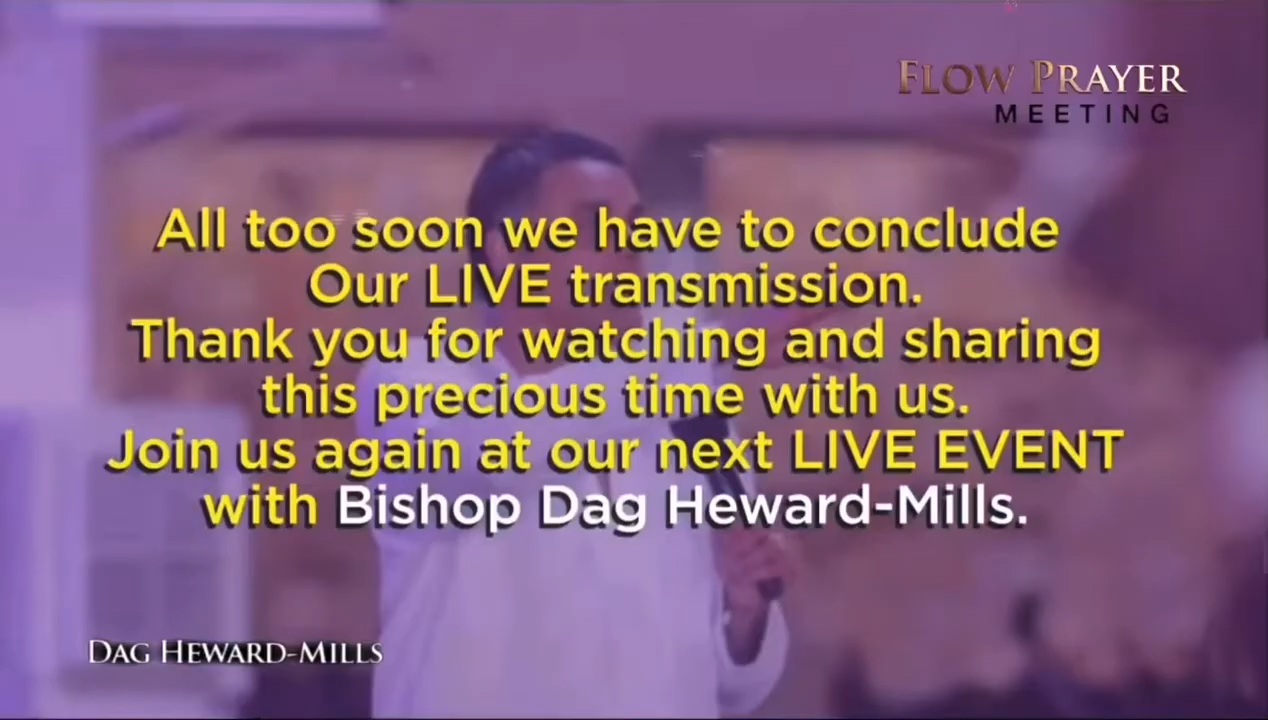 FLOW PRAYER
MEETING
All too soon we have to conclude
Our LIVE transmission.
Thank you for watching and sharing
this precious time with us.
Join us again at our next LIVE EVENT
with Bishop Dag Heward-Mills.
DAG HEWARD-MILLS